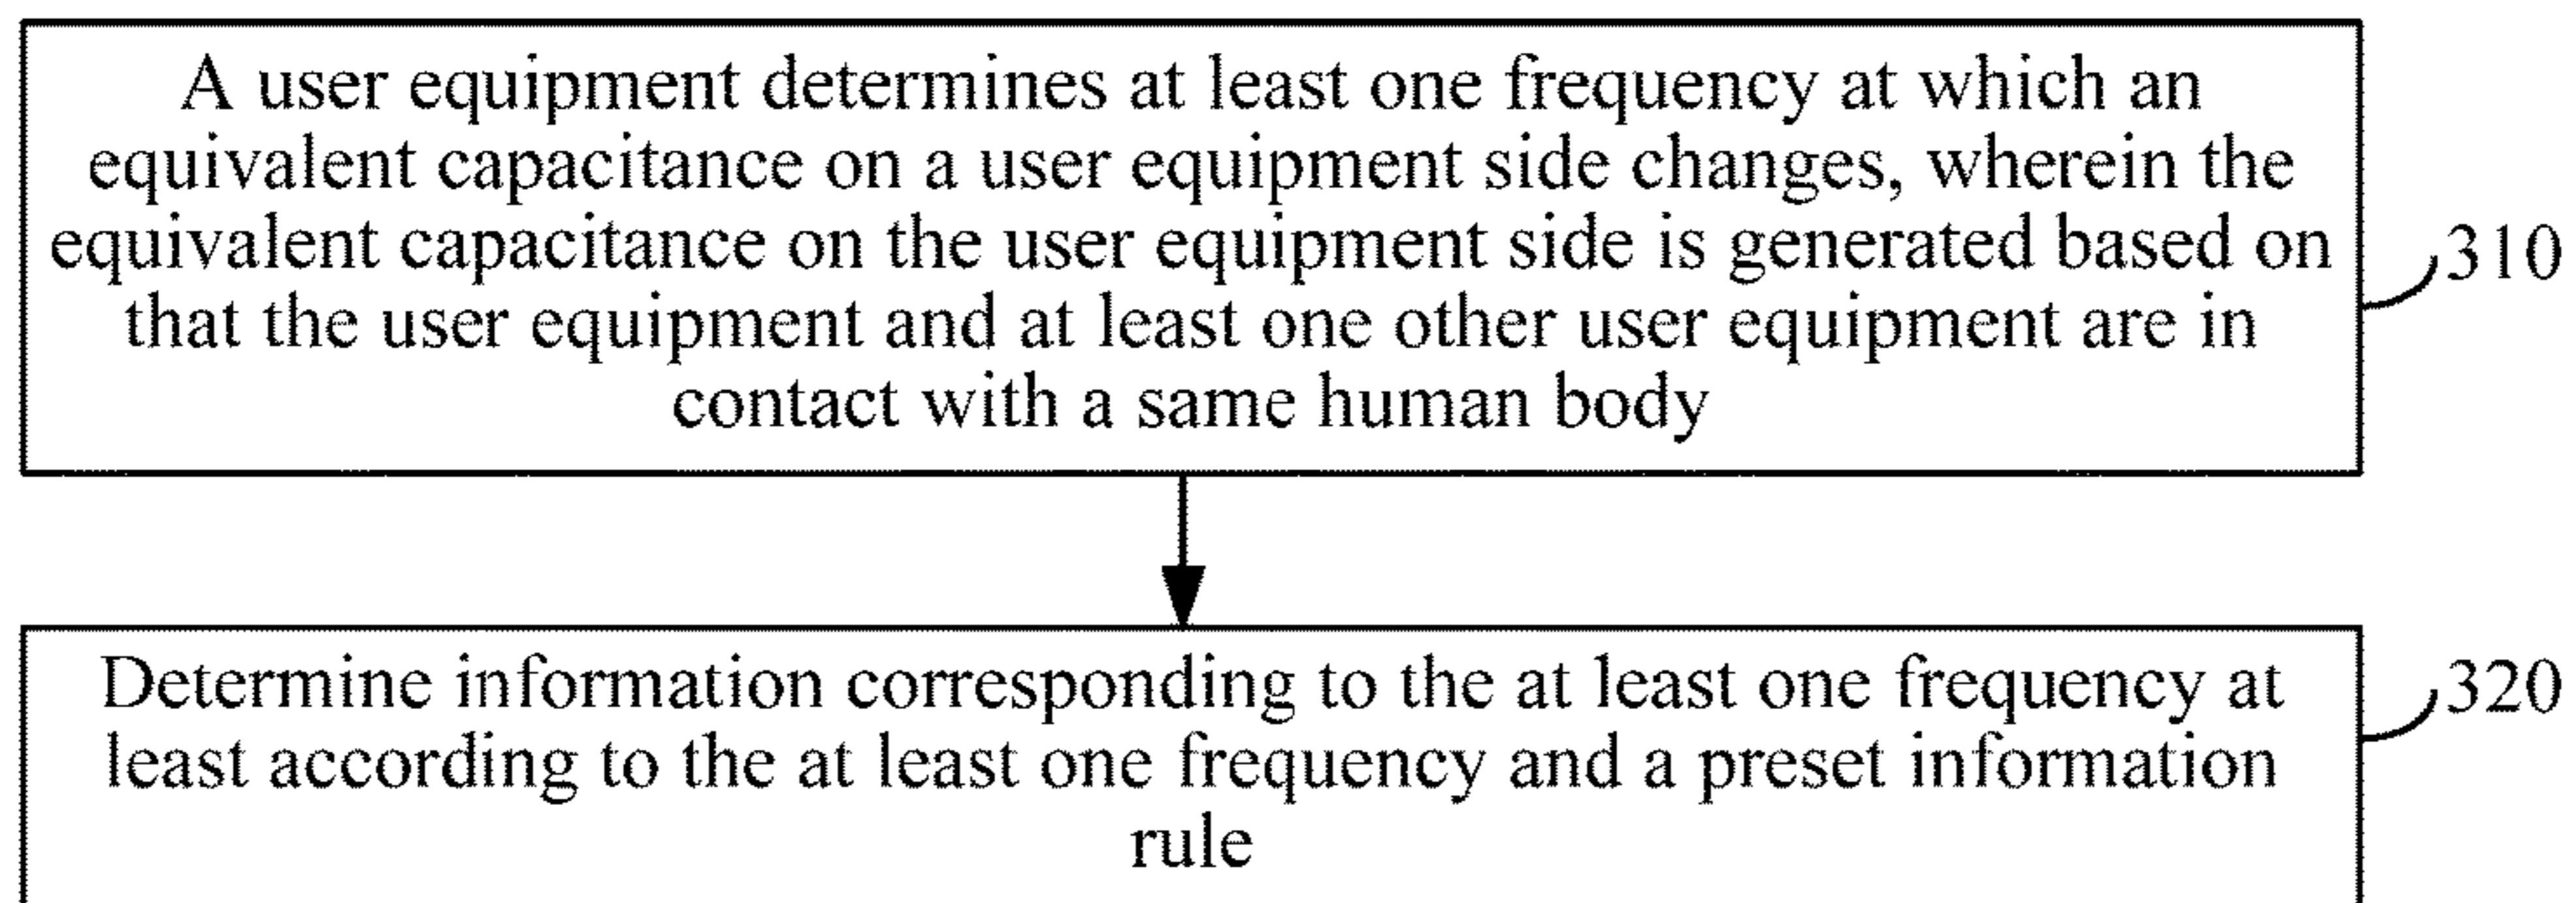 A user equipment determines at least one frequency at which an
equivalent capacitance on a user equipment side changes, wherein the
equivalent capacitance on the user equipment side is generated based on
that the user equipment and at least one other user equipment are in
contact with a same human body
310
Determine information corresponding to the at least one frequency at
least according to the at least one frequency and a preset information
rule
320